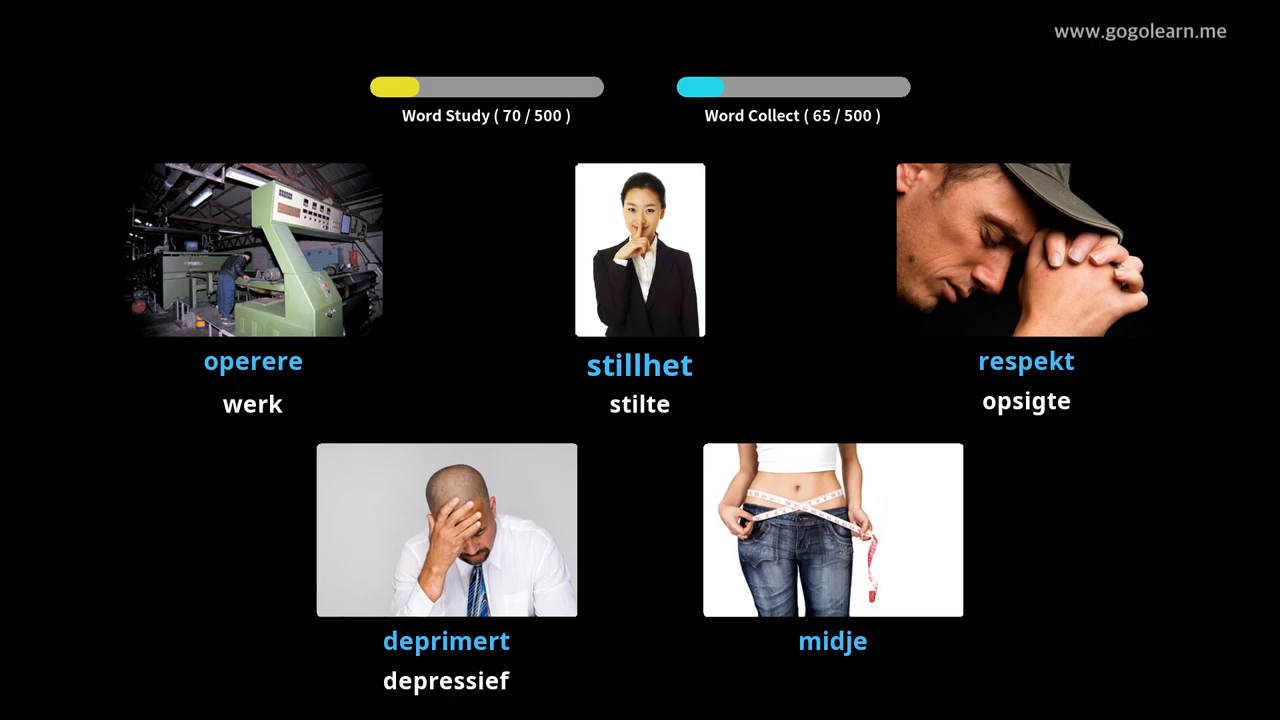 www.gogolearn.me
Word Study ( 70 / 500 )
Word Collect ( 65 / 500 )
operere
werk
stillhet
stilte
respekt
opsigte
deprimert
depressief
midje